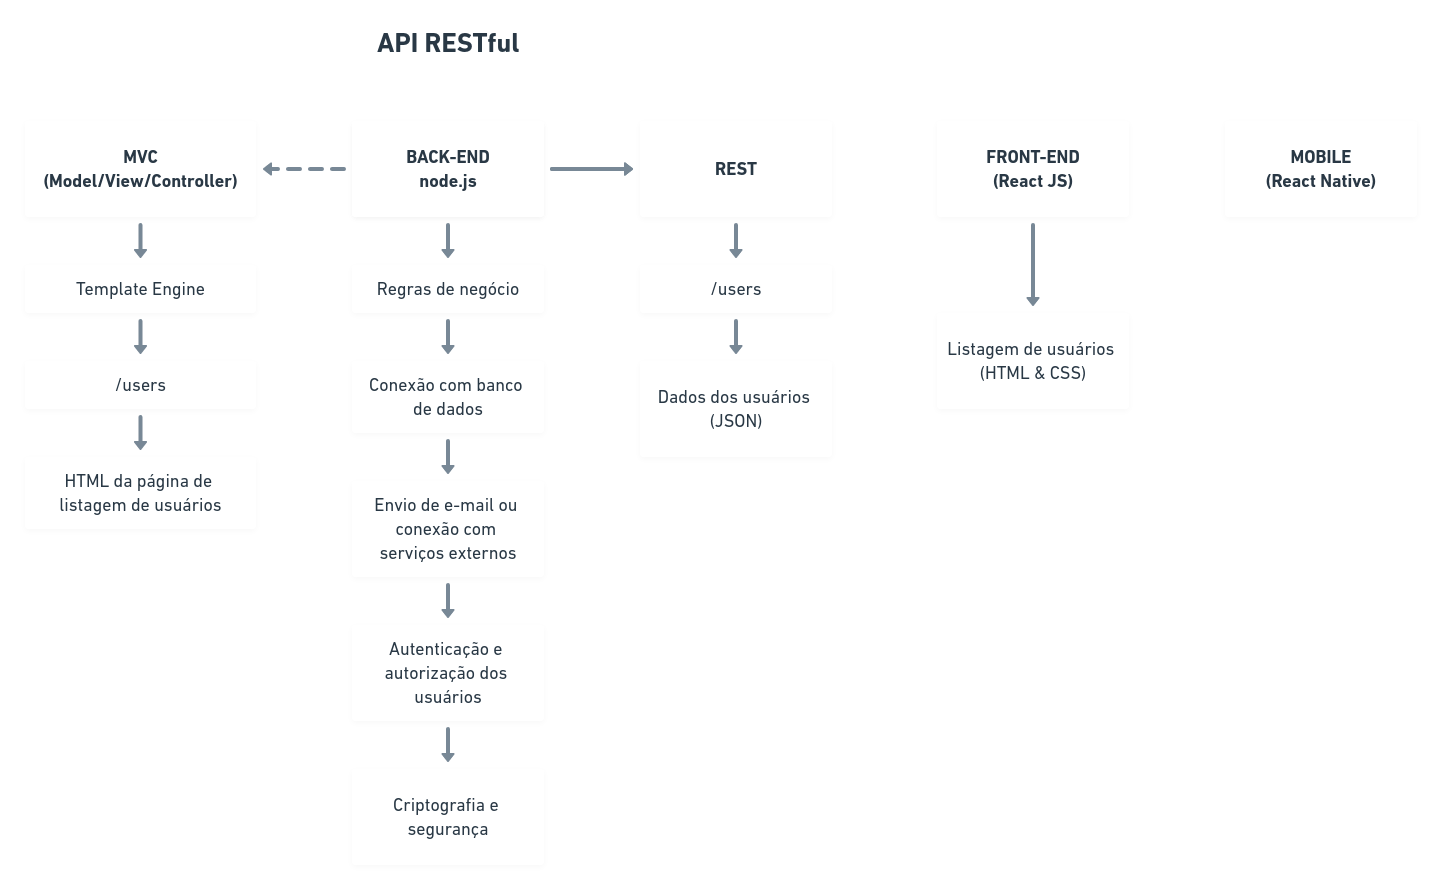 API RESTful
MVC
(Model/View/Controller)
Template Engine
/users
HTML da página de
listagem de usuários
BACK-END
node.js
Regras de negócio
Conexão com banco
de dados
Envio de e-mail ou
conexão com
serviços externos
Autenticação e
autorização dos
usuários
Criptografia e
segurança
REST
/users
Dados dos usuários
(JSON)
FRONT-END
(React JS)
Listagem de usuários
(HTML & CSS)
MOBILE
(React Native)